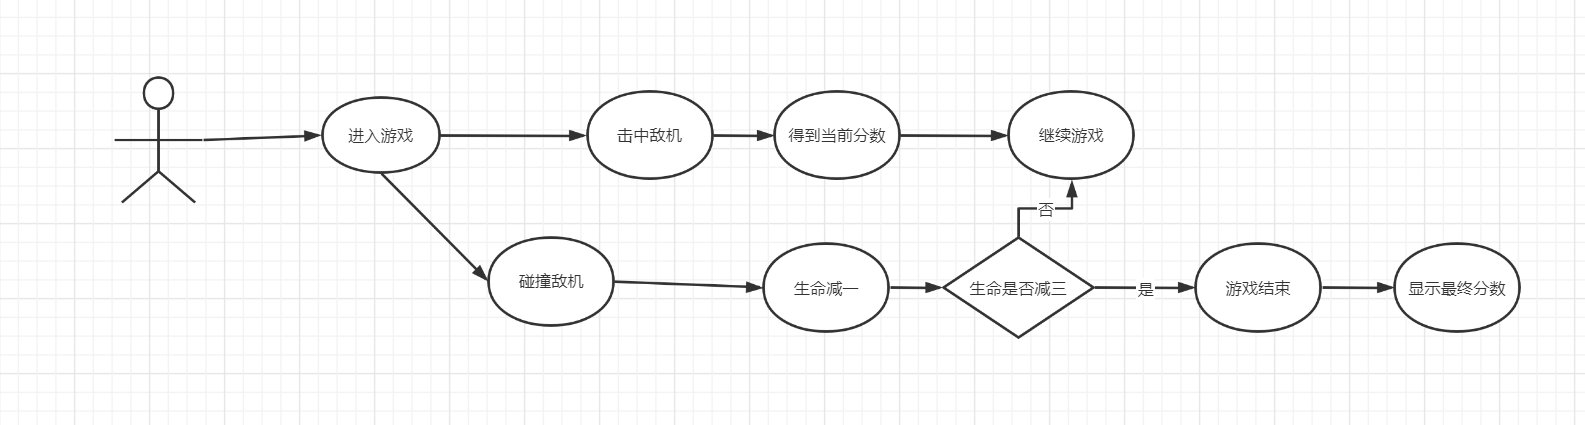 进入游戏
击中敌机
得到当前分数
继续游戏
否
碰撞敌机
生命减一
生命是否减三
是
游戏结束
显示最终分数